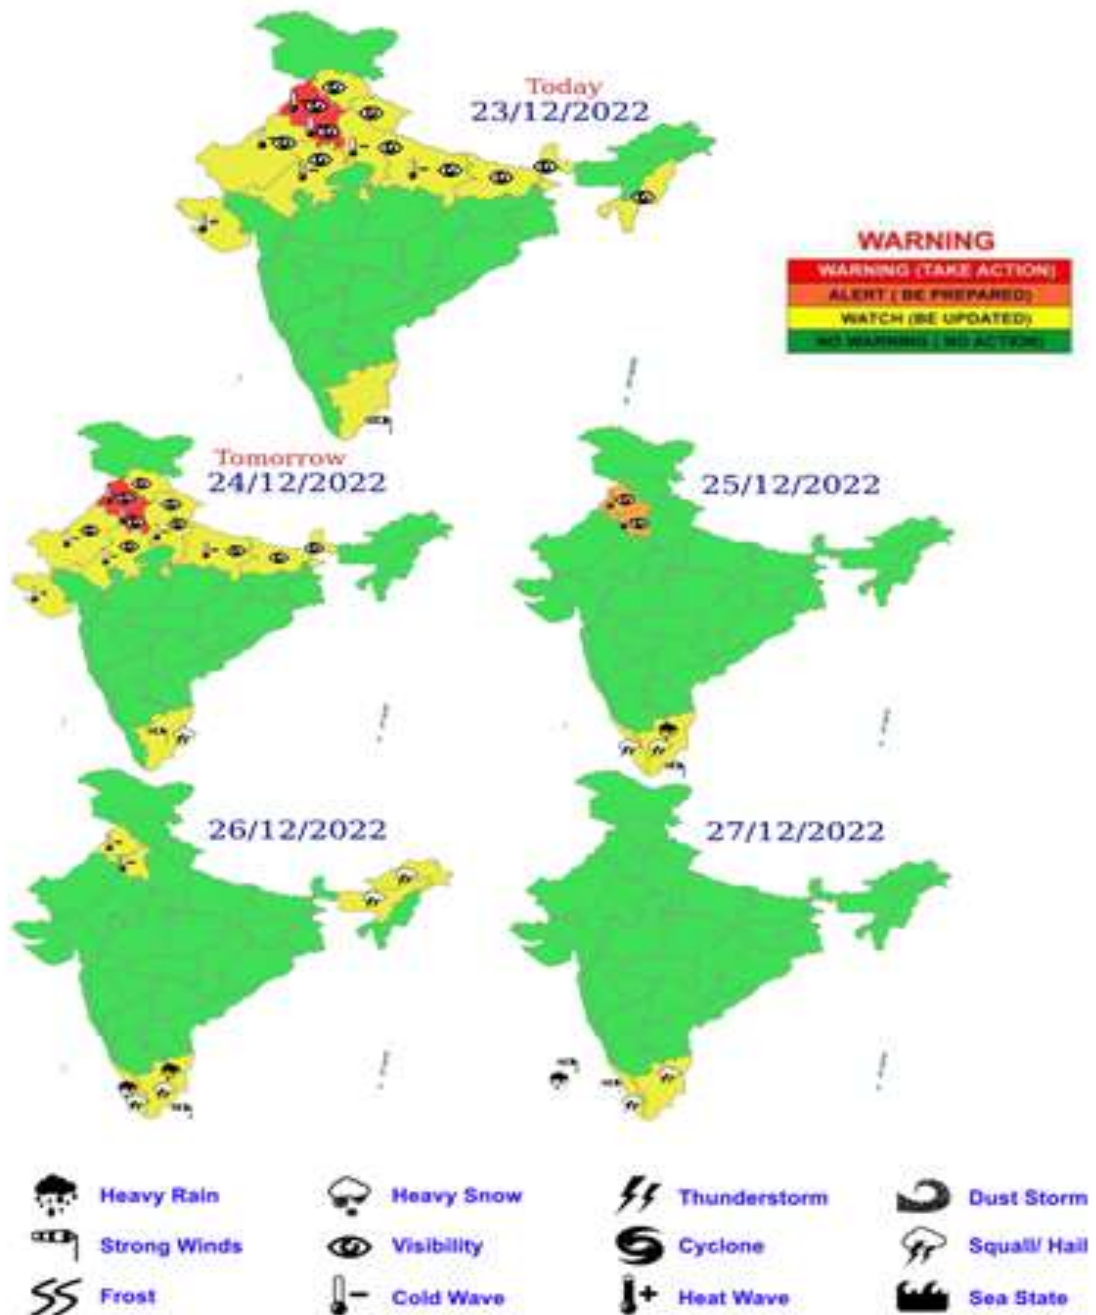 Today
23/12/2022
WARNING
WARNING (TAKE ACTION)
ALERT ( BE PREPARED)
WATCH (BE UPDATED)
NO WARNING ( NO ACTION)
Tomorrow
24/12/2022
25/12/2022
26/12/2022
27/12/2022
Heavy Rain
Heavy Snow
Thunderstorm
Dust Storm
Strong Winds
Visibility
Cyclone
Squall/ Hail
Frost
Cold Wave
Heat Wave
Sea State